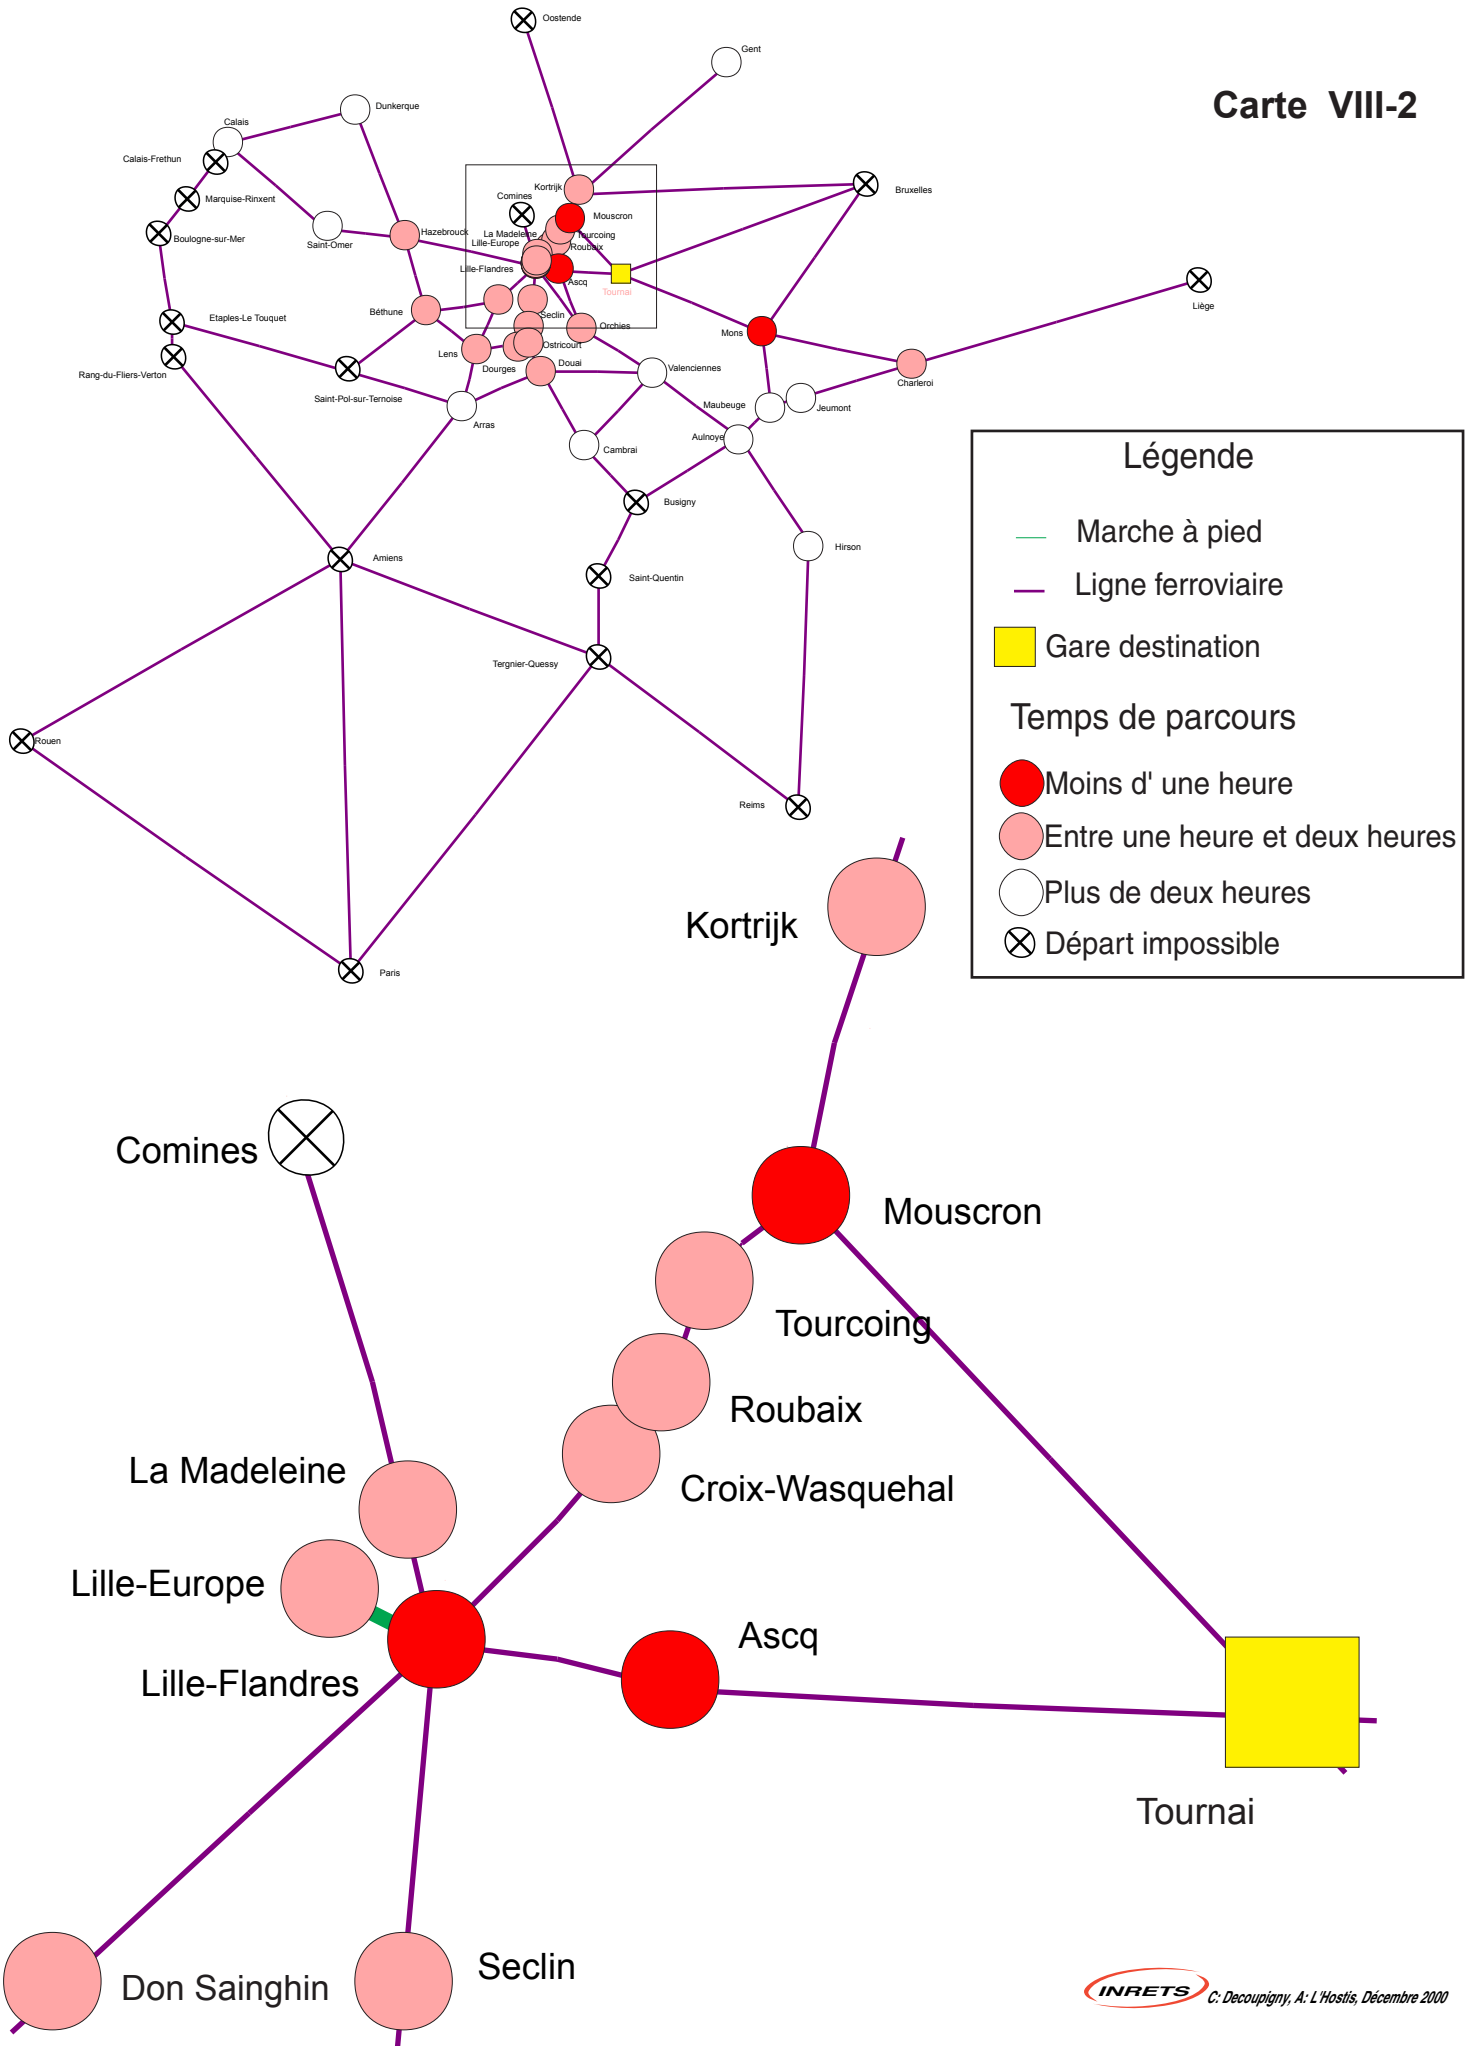 Oostende
Gent
Carte VIII-2
Dunkerque
Calais
Calais-Frethun
Kortrijk
Bruxelles
Comines
Marquise-Rinxent
Mouscron
La Madeleine
Tourcoing
Boulogne-sur-Mer
Saint-Omer
Hazebrouck
Lille-Europe
Roubaix
Lille-Flandres
Ascq
Tournai
Liège
Béthune
Etaples-Le Touquet
Seclin
Orchies
Mons
Ostricourt
Lens
Dourges
Douai
Valenciennes
Rang-du-Fliers-Verton
Charleroi
Saint-Pol-sur-Ternoise
Maubeuge
Jeumont
Arras
Aulnoye
Cambrai
Busigny
Hirson
Amiens
Saint-Quentin
Tergnier-Quessy
Rouen
Reims
Paris
Légende
Marche à pied
Ligne ferroviaire
Gare destination
Temps de parcours
Moins d' une heure
Entre une heure et deux heures
Plus de deux heures
Départ impossible
Kortrijk
Comines
Mouscron
Tourcoing
Roubaix
La Madeleine
Croix-Wasquehal
Lille-Europe
Ascq
Lille-Flandres
Tournai
Seclin
Don Sainghin
INRETS
C: Decoupigny, A: L'Hostis, Décembre 2000